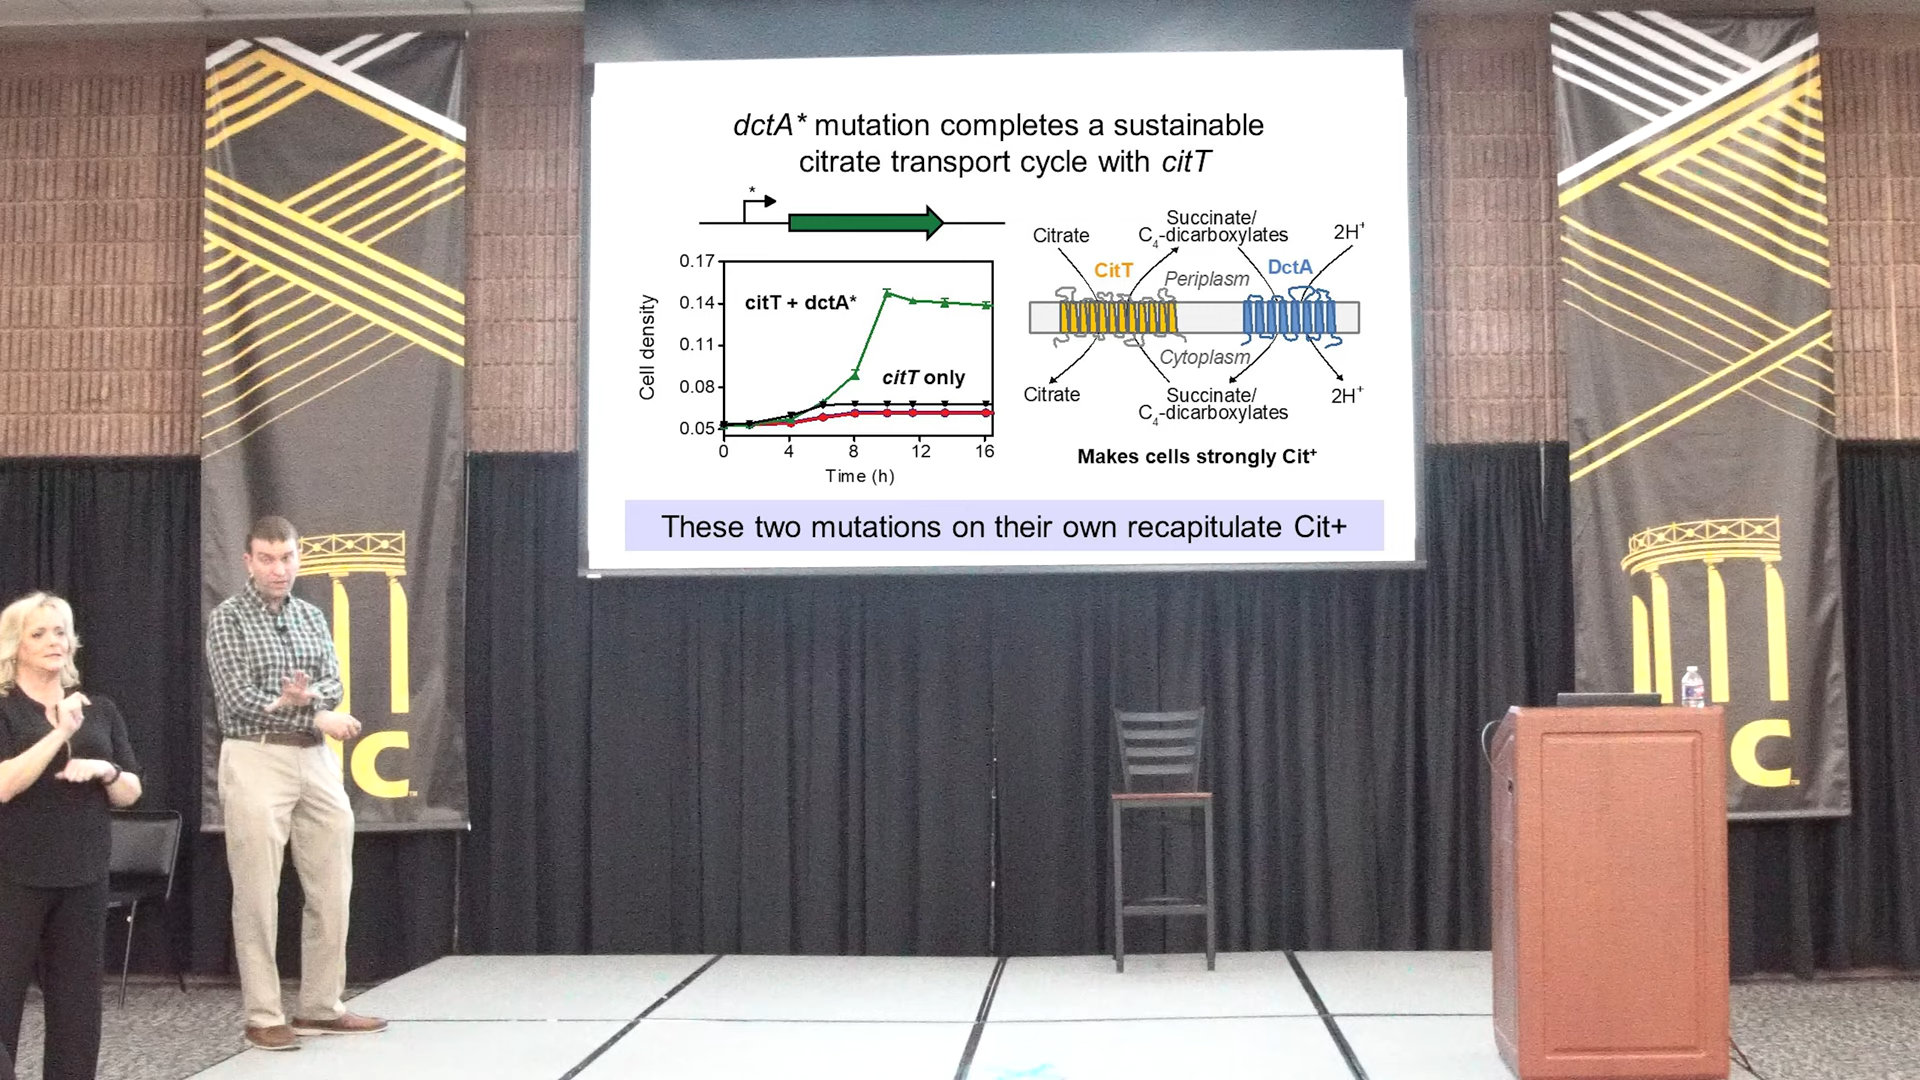 dctA* mutation completes a sustainable
citrate transport cycle with citT
*
0.17
0.14
0.11
0.08
0.05
Cell density
citT + dctA*
citT only
0 4 8 12 16
Time (h)
Citrate
Succinate/
C4-dicarboxylates
2H+
CitT
Periplasm
DctA
Cytoplasm
Citrate
Succinate/
C4-dicarboxylates
2H+
Makes cells strongly Cit+
These two mutations on their own recapitulate Cit+
C
C